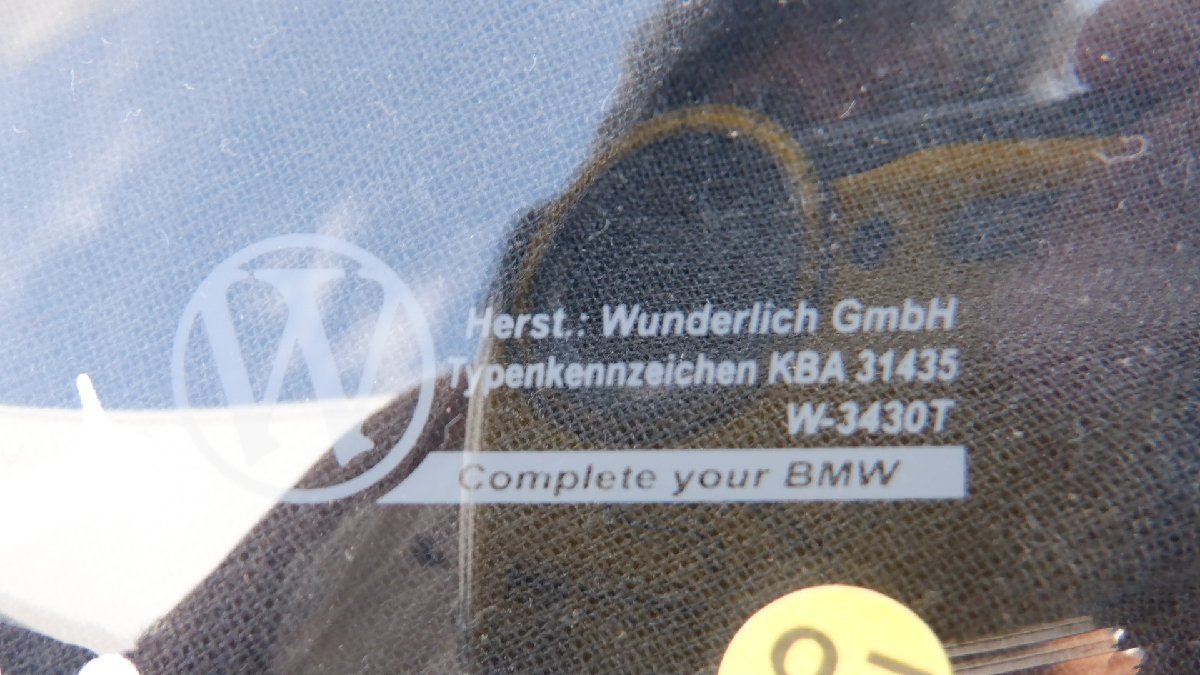 W
Herst.: Wunderlich GmbH
Typenkennzeichen KBA 31435
W-3430T
Complete your BMW